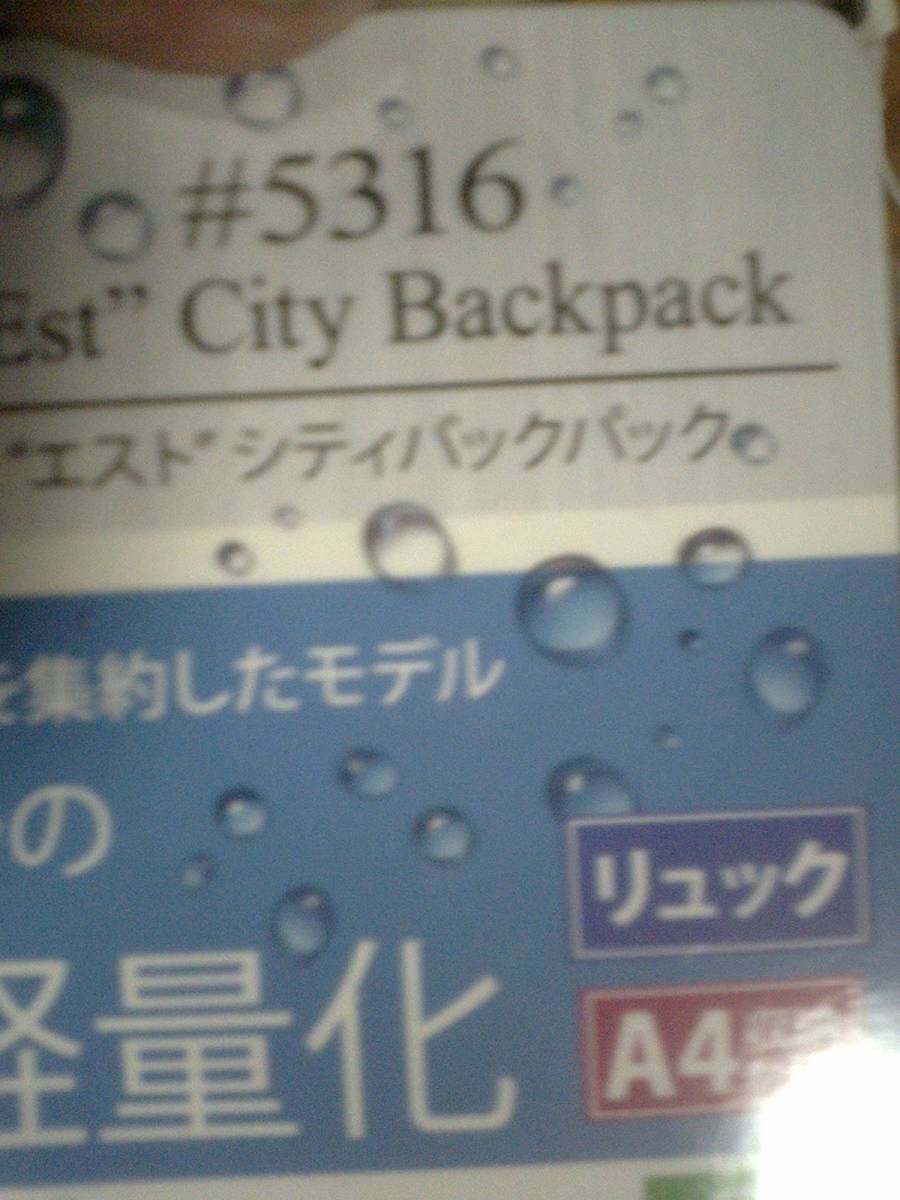 #5316
Est” City Backpack
“エスト” シティバックパック
を集約したモデル
の
リュック
軽量化
A4